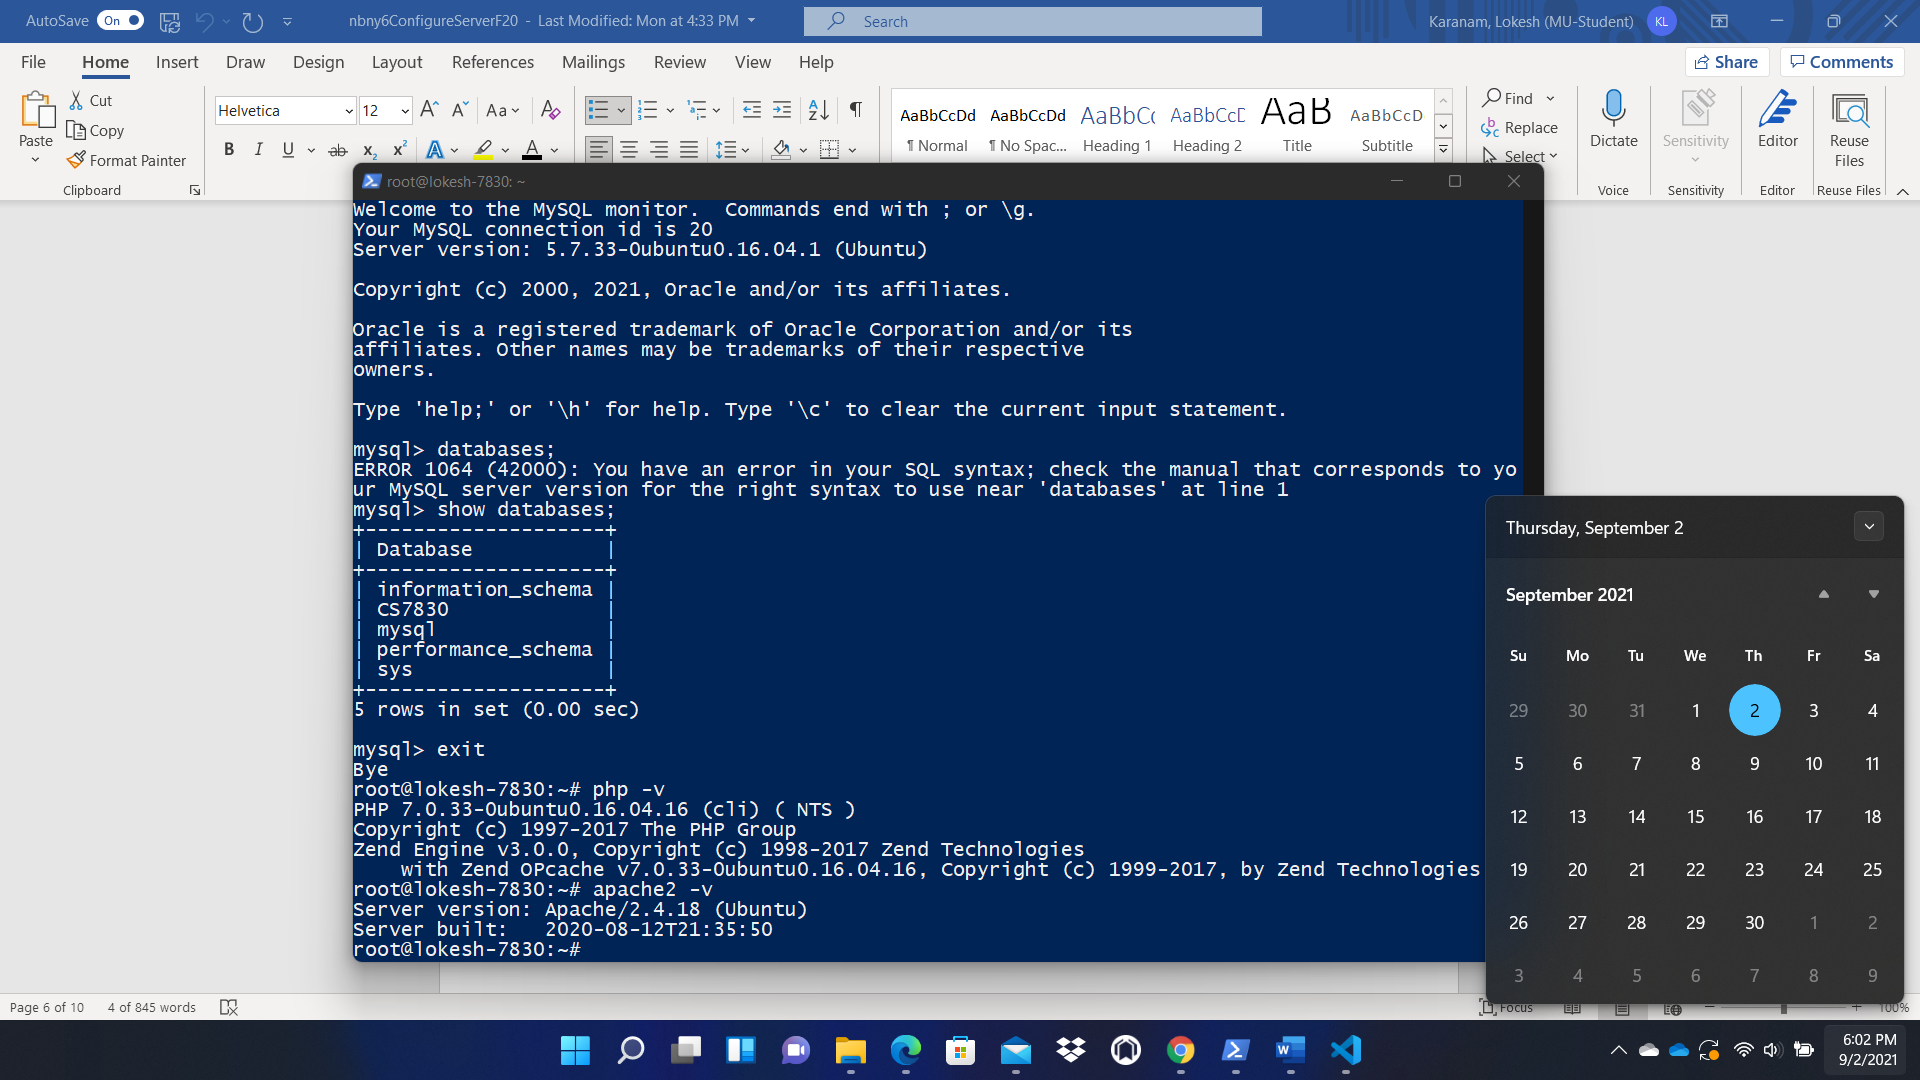 AutoSave On nbny6ConfigureServerF20 - Last Modified: Mon at 4:33 PM Search Karanam, Lokesh (MU-Student) KL
File Home Insert Draw Design Layout References Mailings Review View Help Share Comments
Paste
Cut
Copy
Format Painter
Clipboard
Helvetica 12 Aa
B I U ab x2 x2 A A
AaBbCcDd ¶ Normal
AaBbCcDd ¶ No Spac...
AaBbCc Heading 1
AaBbCcD Heading 2
AaB Title
AaBbCcD Subtitle
Find
Replace
Select
Dictate
Voice
Sensitivity
Sensitivity
Editor
Editor
Reuse Files
Reuse Files
root@lokesh-7830: ~
Welcome to the MySQL monitor.  Commands end with ; or \g.
Your MySQL connection id is 20
Server version: 5.7.33-0ubuntu0.16.04.1 (Ubuntu)
Copyright (c) 2000, 2021, Oracle and/or its affiliates.
Oracle is a registered trademark of Oracle Corporation and/or its
affiliates. Other names may be trademarks of their respective
owners.
Type 'help;' or '\h' for help. Type '\c' to clear the current input statement.
mysql> databases;
ERROR 1064 (42000): You have an error in your SQL syntax; check the manual that corresponds to yo
ur MySQL server version for the right syntax to use near 'databases' at line 1
mysql> show databases;
+--------------------+
| Database           |
+--------------------+
| information_schema |
| CS7830             |
| mysql              |
| performance_schema |
| sys                |
+--------------------+
5 rows in set (0.00 sec)
mysql> exit
Bye
root@lokesh-7830:~# php -v
PHP 7.0.33-0ubuntu0.16.04.16 (cli) ( NTS )
Copyright (c) 1997-2017 The PHP Group
Zend Engine v3.0.0, Copyright (c) 1998-2017 Zend Technologies
    with Zend OPcache v7.0.33-0ubuntu0.16.04.16, Copyright (c) 1999-2017, by Zend Technologies
root@lokesh-7830:~# apache2 -v
Server version: Apache/2.4.18 (Ubuntu)
Server built:   2020-08-12T21:35:50
root@lokesh-7830:~#
Thursday, September 2
September 2021
Su Mo Tu We Th Fr Sa
29 30 31 1 2 3 4
5 6 7 8 9 10 11
12 13 14 15 16 17 18
19 20 21 22 23 24 25
26 27 28 29 30 1 2
3 4 5 6 7 8 9
Page 6 of 10 4 of 845 words Focus 100%
6:02 PM
9/2/2021